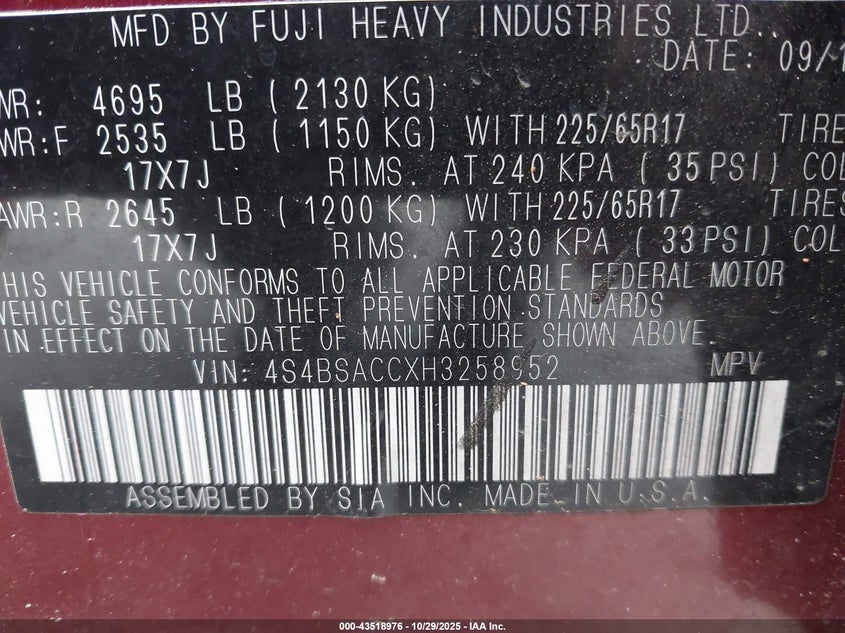 MFD BY FUJI HEAVY INDUSTRIES LTD.
DATE: 09/1
WR: 4695 LB ( 2130 KG)
WR:F 2535 LB ( 1150 KG) WITH 225/65R17 TIRE
17X7J RIMS. AT 240 KPA ( 35 PSI) COL
AWR:R 2645 LB ( 1200 KG) WITH 225/65R17 TIRES
17X7J RIMS. AT 230 KPA ( 33 PSI) COL
HIS VEHICLE CONFORMS TO ALL APPLICABLE FEDERAL MOTOR
VEHICLE SAFETY AND THEFT PREVENTION STANDARDS
IN EFFECT ON THE DATE OF MANUFACTURE SHOWN ABOVE.
VIN: 4S4BSACCXH3258952 MPV
ASSEMBLED BY SIA INC. MADE IN U.S.A.
000-43518976 - 10/29/2025 - IAA Inc.